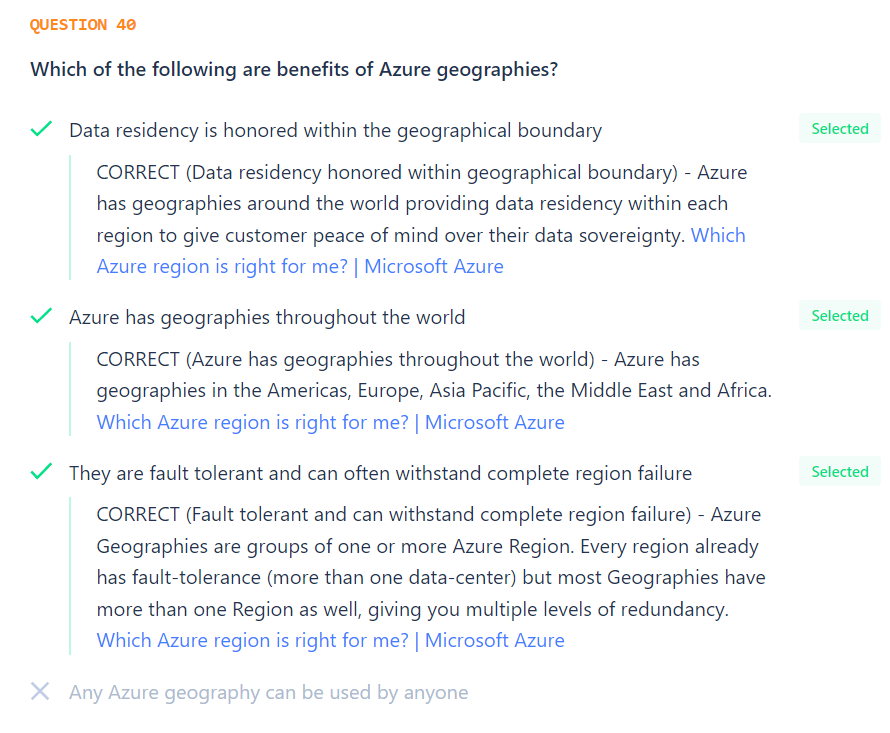 QUESTION 40
Which of the following are benefits of Azure geographies?
Data residency is honored within the geographical boundary
Selected
CORRECT (Data residency honored within geographical boundary) - Azure
has geographies around the world providing data residency within each
region to give customer peace of mind over their data sovereignty. Which
Azure region is right for me? | Microsoft Azure
Azure has geographies throughout the world
Selected
CORRECT (Azure has geographies throughout the world) - Azure has
geographies in the Americas, Europe, Asia Pacific, the Middle East and Africa.
Which Azure region is right for me? | Microsoft Azure
They are fault tolerant and can often withstand complete region failure
Selected
CORRECT (Fault tolerant and can withstand complete region failure) - Azure
Geographies are groups of one or more Azure Region. Every region already
has fault-tolerance (more than one data-center) but most Geographies have
more than one Region as well, giving you multiple levels of redundancy.
Which Azure region is right for me? | Microsoft Azure
Any Azure geography can be used by anyone